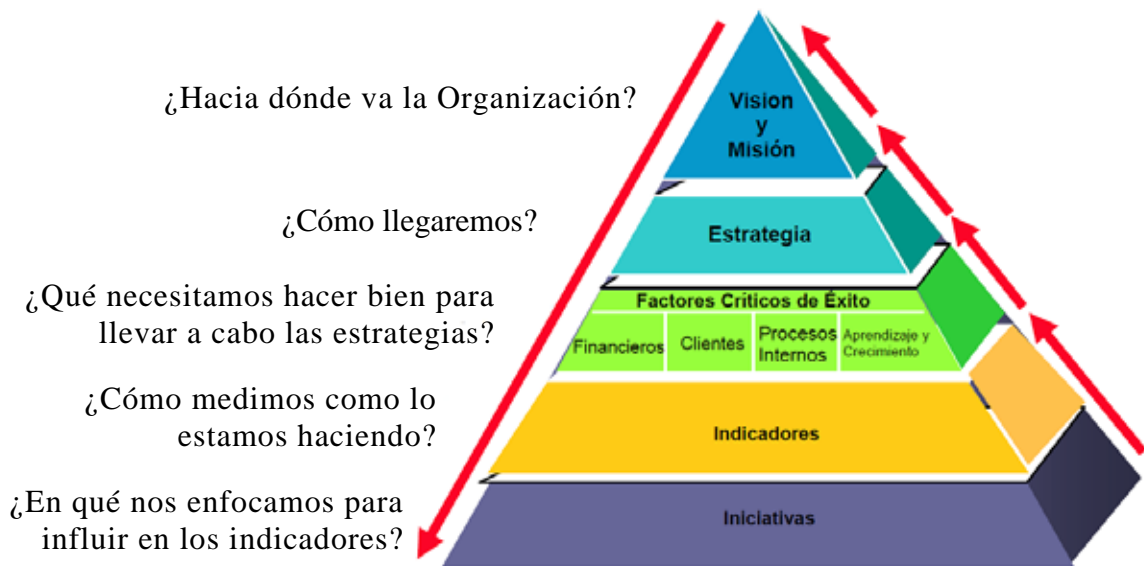 ¿Hacia dónde va la Organización?
Vision
y
Misión
¿Cómo llegaremos?
Estrategia
¿Qué necesitamos hacer bien para
llevar a cabo las estrategias?
Factores Críticos de Éxito
Financieros
Clientes
Procesos
Internos
Aprendizaje y
Crecimiento
¿Cómo medimos como lo
estamos haciendo?
Indicadores
¿En qué nos enfocamos para
influir en los indicadores?
Iniciativas